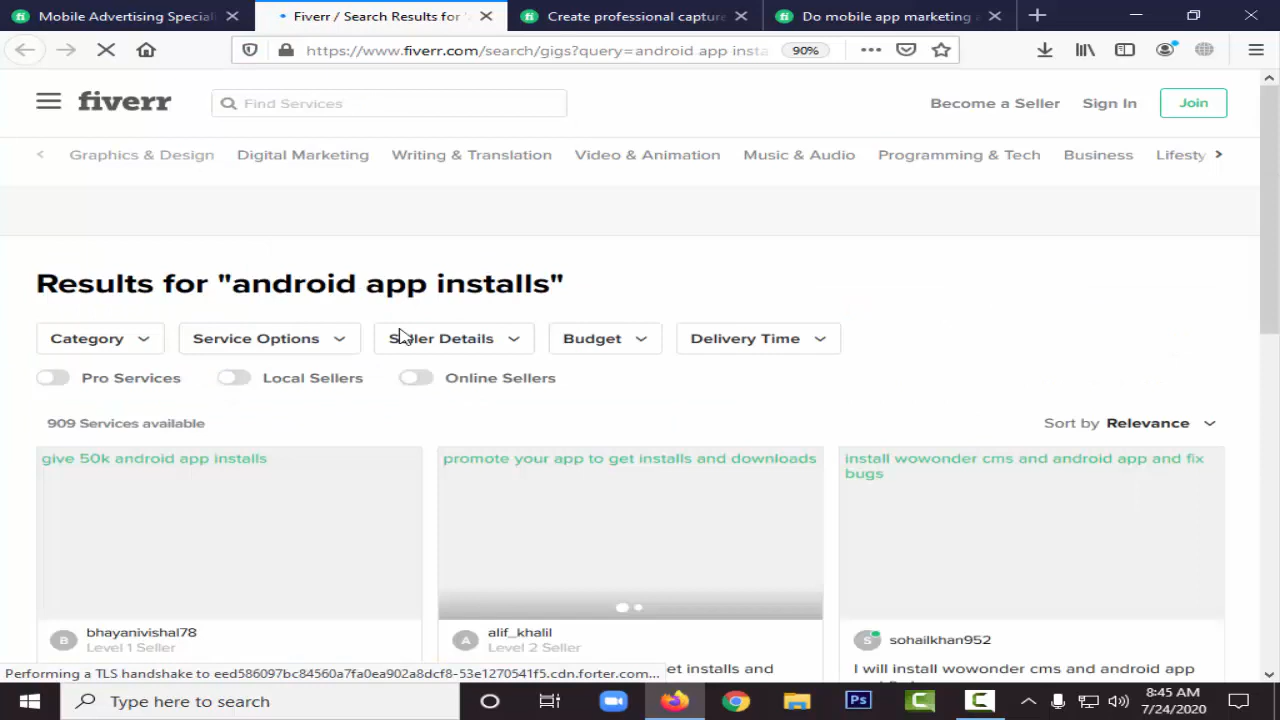 Mobile Advertising Speciali
Fiverr / Search Results for '
Create professional capture
Do mobile app marketing a
https://www.fiverr.com/search/gigs?query=android app insta
90%
fiverr
Find Services
Become a Seller
Sign In
Join
Graphics & Design
Digital Marketing
Writing & Translation
Video & Animation
Music & Audio
Programming & Tech
Business
Lifesty
Results for "android app installs"
Category
Service Options
Seller Details
Budget
Delivery Time
Pro Services
Local Sellers
Online Sellers
909 Services available
Sort by Relevance
give 50k android app installs
promote your app to get installs and downloads
install wowonder cms and android app and fix
bugs
B
bhayanivishal78
Level 1 Seller
A
alif_khalil
Level 2 Seller
S
sohailkhan952
et installs and
I will install wowonder cms and android app
Performing a TLS handshake to eed586097bc84560a7fa0ea902a8dcf8-53e1270541f5.cdn.forter.com...
Type here to search
Ps
8:45 AM
7/24/2020